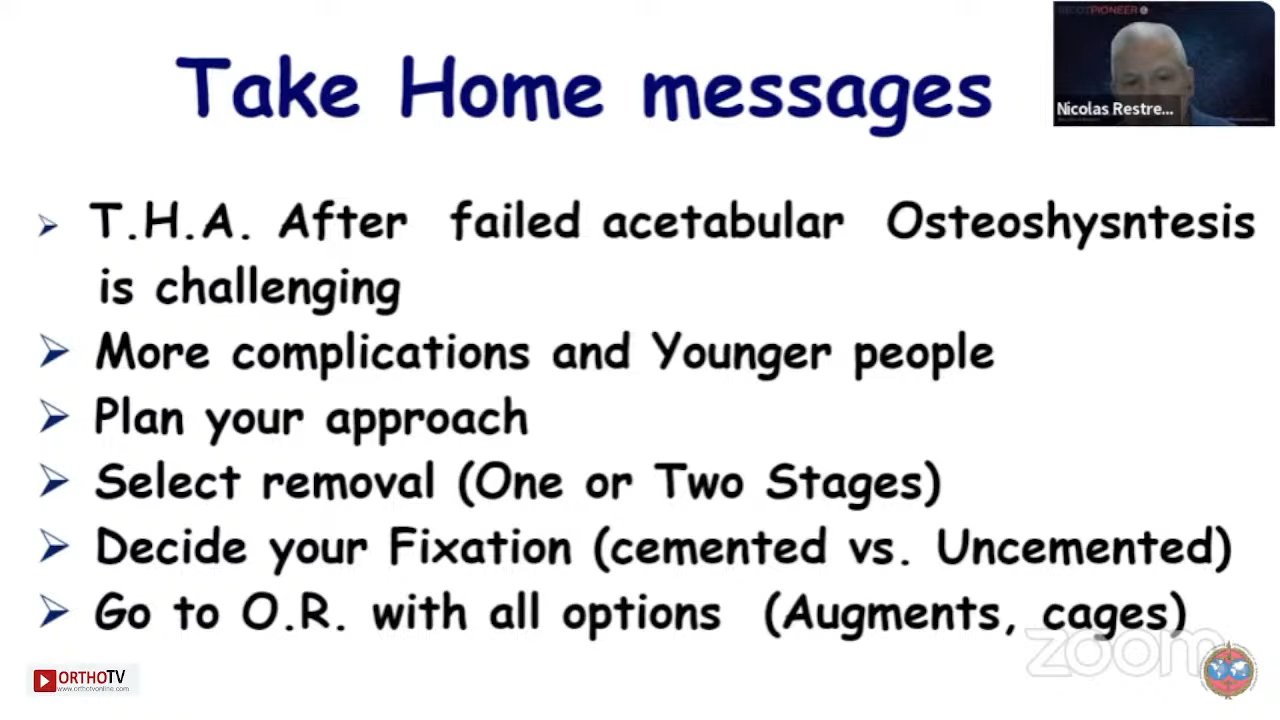 Take Home messages
SICOTPIONEER
Nicolas Restre...
➢ T.H.A. After failed acetabular Osteoshysntesis
is challenging
➢ More complications and Younger people
➢ Plan your approach
➢ Select removal (One or Two Stages)
➢ Decide your Fixation (cemented vs. Uncemented)
➢ Go to O.R. with all options (Augments, cages)
zoom
ORTHOTV
www.orthotvonline.com